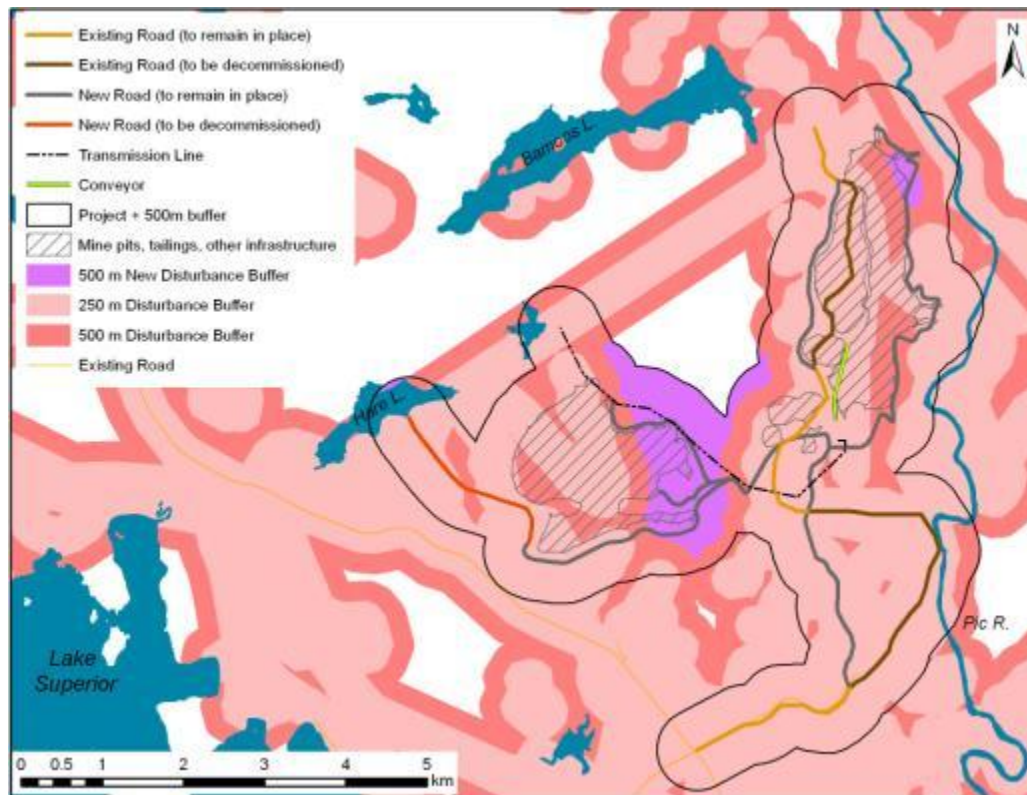 Existing Road (to remain in place)
Existing Road (to be decommissioned)
New Road (to remain in place)
New Road (to be decommissioned)
Transmission Line
Conveyor
Project + 500m buffer
Mine pits, tailings, other infrastructure
500 m New Disturbance Buffer
250 m Disturbance Buffer
500 m Disturbance Buffer
Existing Road
N
Bamoos L.
Hare L.
Pic R.
Lake
Superior
0 0.5 1 2 3 4 5
km